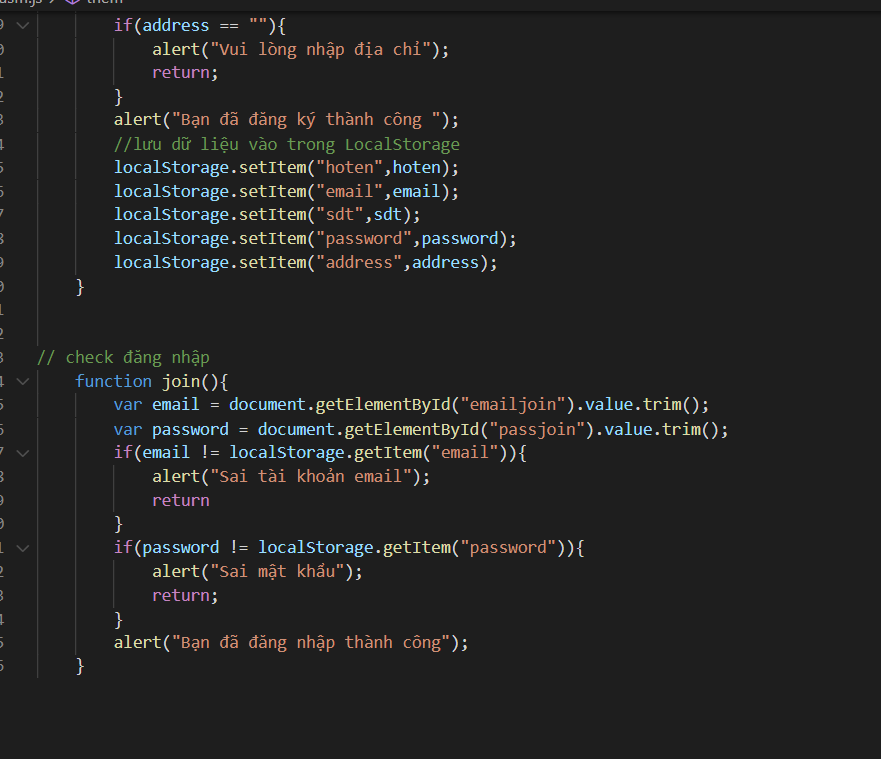 asm.js > them
if(address == ""){
alert("Vui lòng nhập địa chỉ");
return;
}
alert("Bạn đã đăng ký thành công ");
//lưu dữ liệu vào trong LocalStorage
localStorage.setItem("hoten",hoten);
localStorage.setItem("email",email);
localStorage.setItem("sdt",sdt);
localStorage.setItem("password",password);
localStorage.setItem("address",address);
}
// check đăng nhập
function join(){
var email = document.getElementById("emailjoin").value.trim();
var password = document.getElementById("passjoin").value.trim();
if(email != localStorage.getItem("email")){
alert("Sai tài khoản email");
return
}
if(password != localStorage.getItem("password")){
alert("Sai mật khẩu");
return;
}
alert("Bạn đã đăng nhập thành công");
}